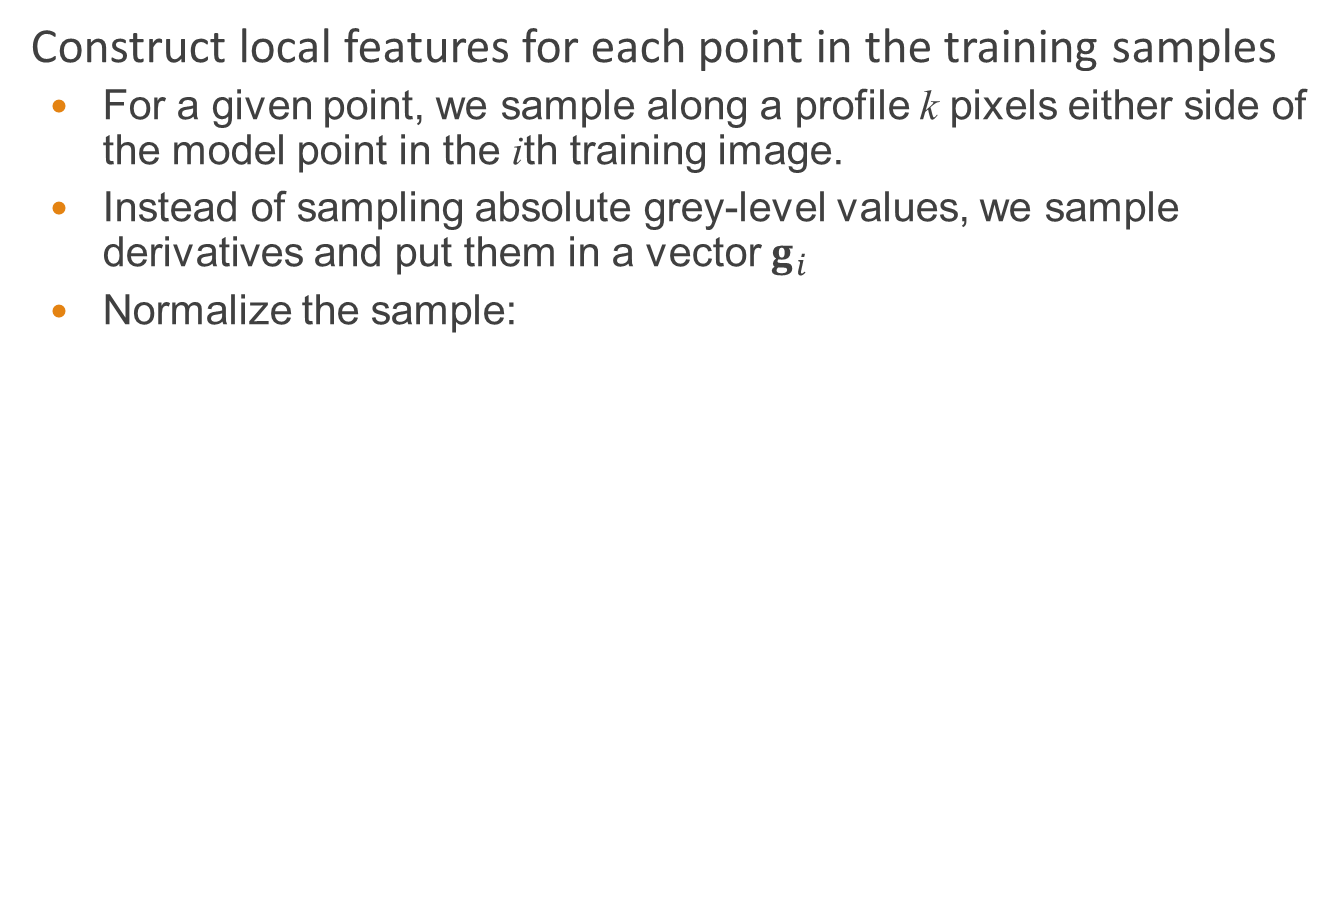 Construct local features for each point in the training samples
• For a given point, we sample along a profile k pixels either side of
the model point in the ith training image.
• Instead of sampling absolute grey-level values, we sample
derivatives and put them in a vector gᵢ
• Normalize the sample: